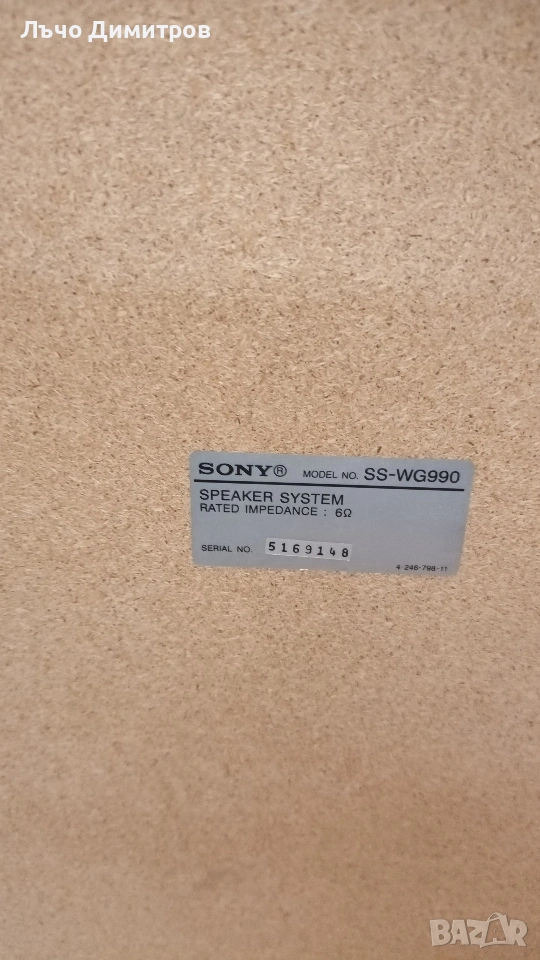 Лъчо Димитров
SONY® MODEL NO. SS-WG990
SPEAKER SYSTEM
RATED IMPEDANCE : 6Ω
SERIAL NO. 5169148
4-246-798-11
BAZAR